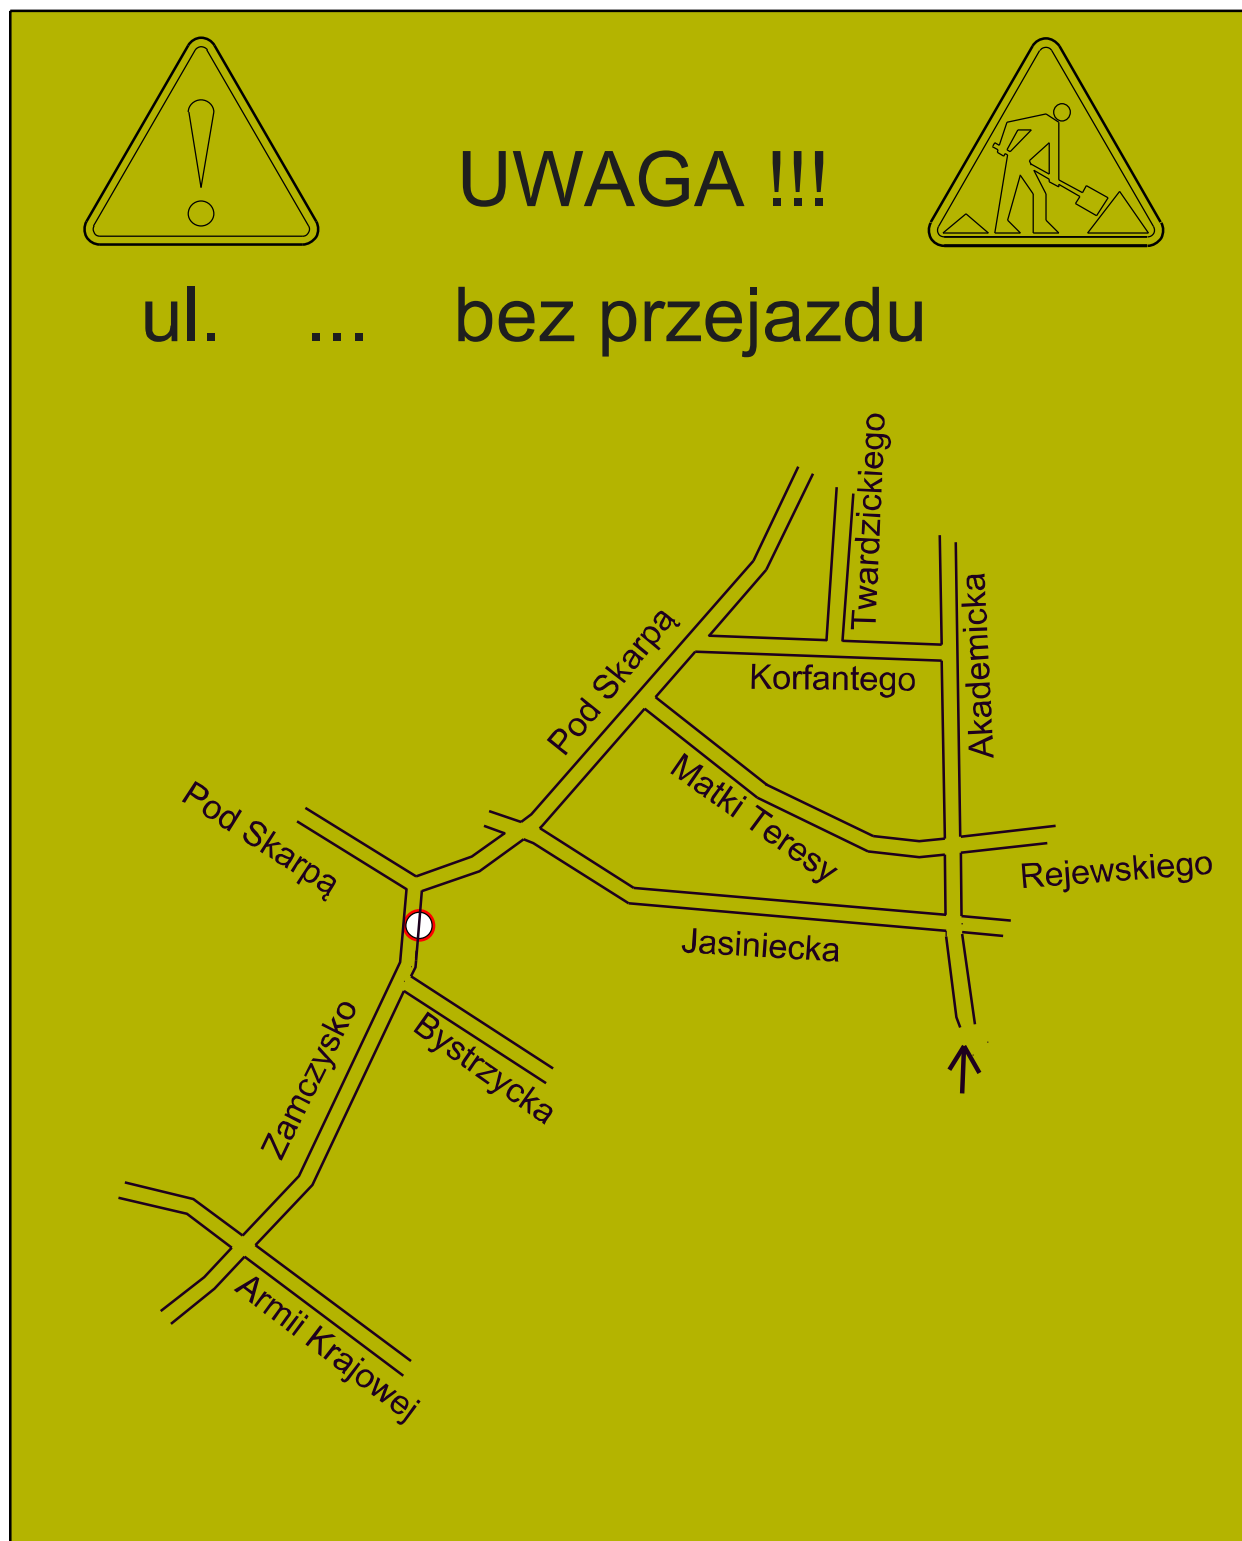 UWAGA !!!
ul. ... bez przejazdu
Twardzickiego
Akademicka
Pod Skarpą
Korfantego
Matki Teresy
Pod Skarpą
Rejewskiego
Jasiniecka
Zamczysko
Bystrzycka
Armii Krajowej